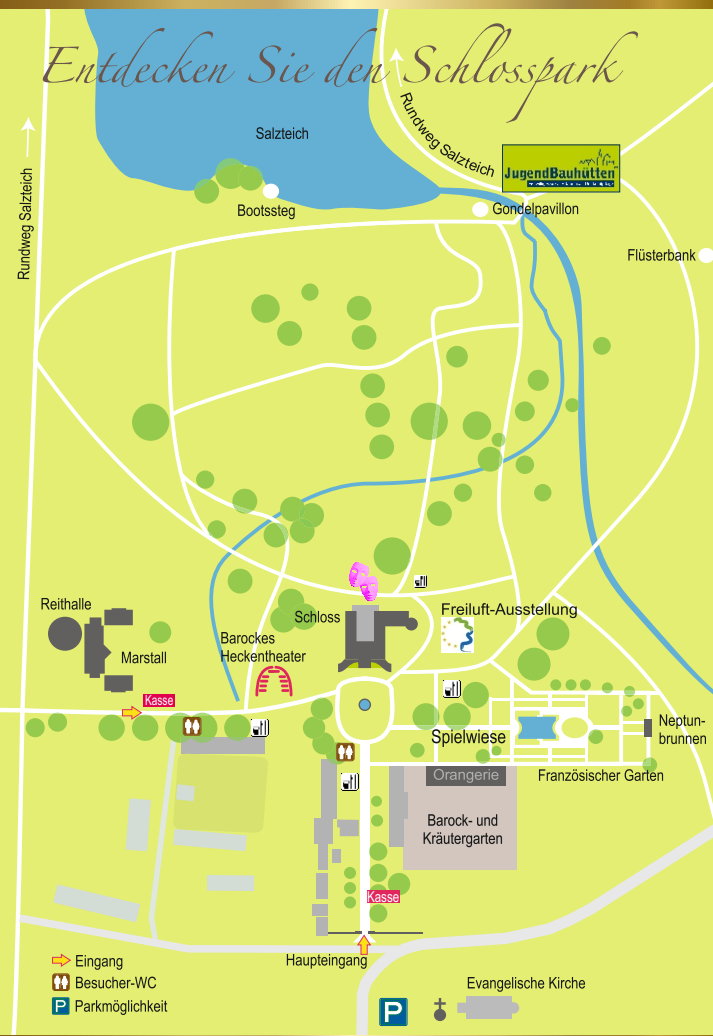 Entdecken Sie den Schlosspark
Salzteich
Rundweg Salzteich
Rundweg Salzteich
JugendBauhütten
Bootssteg
Gondelpavillon
Flüsterbank
Reithalle
Marstall
Schloss
Barockes
Heckentheater
Freiluft-Ausstellung
Kasse
Spielwiese
Neptun-
brunnen
Orangerie
Französischer Garten
Barock- und
Kräutergarten
Kasse
Haupteingang
Eingang
Besucher-WC
P Parkmöglichkeit
P
Evangelische Kirche